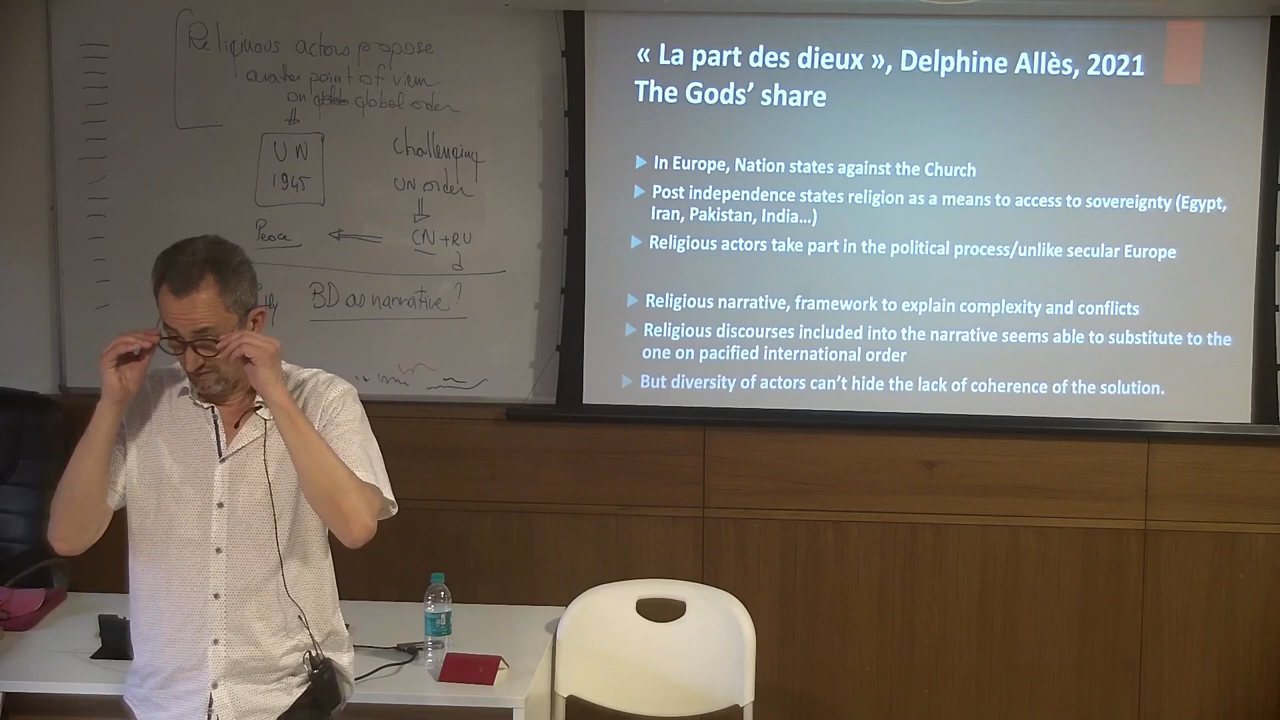 Religiuous actors propose
another point of view
on global order
UN
1945
Challenging
UN order
CN + RU
Peace
BD as narrative?
« La part des dieux », Delphine Allès, 2021
The Gods' share
In Europe, Nation states against the Church
Post independence states religion as a means to access to sovereignty (Egypt,
Iran, Pakistan, India...)
Religious actors take part in the political process/unlike secular Europe
Religious narrative, framework to explain complexity and conflicts
Religious discourses included into the narrative seems able to substitute to the
one on pacified international order
But diversity of actors can't hide the lack of coherence of the solution.